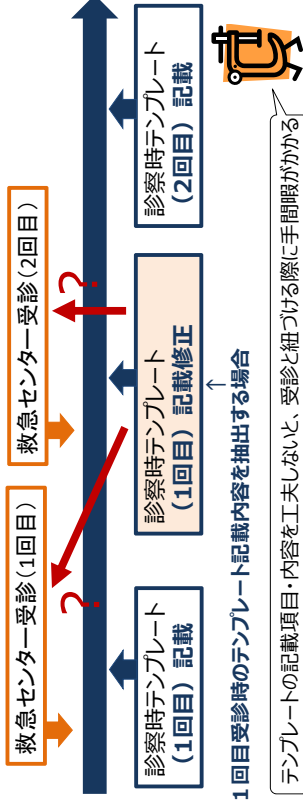 救急センター受診(1回目)
救急センター受診(2回目)
?
?
診察時テンプレート
(1回目) 記載
診察時テンプレート
(1回目) 記載修正
診察時テンプレート
(2回目) 記載
↑
1回目受診時のテンプレート記載内容を抽出する場合
テンプレートの記載項目・内容を工夫しないと、受診と紐づける際に手間暇がかかる